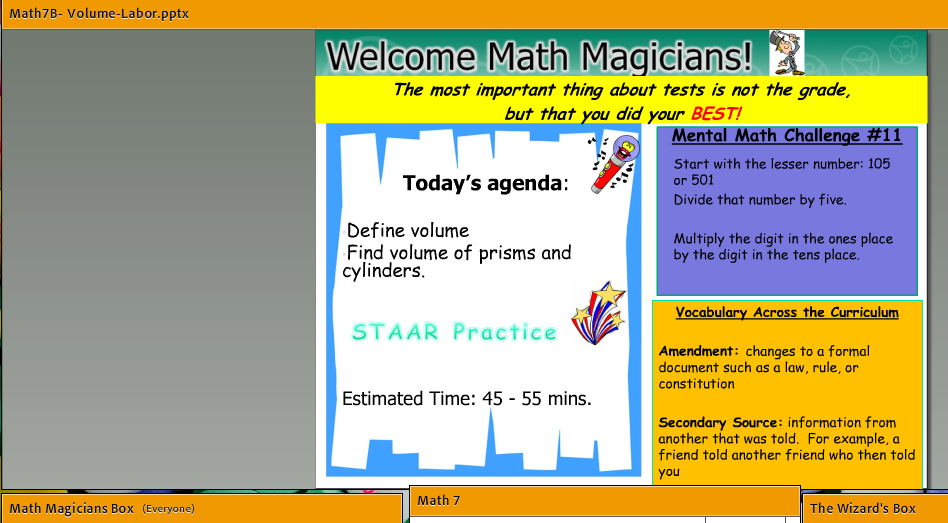 Math7B- Volume-Labor.pptx
Welcome Math Magicians!
The most important thing about tests is not the grade,
but that you did your BEST!
Today's agenda:
Define volume
Find volume of prisms and
cylinders.
STAAR Practice
Estimated Time: 45 - 55 mins.
Mental Math Challenge #11
Start with the lesser number: 105
or 501
Divide that number by five.
Multiply the digit in the ones place
by the digit in the tens place.
Vocabulary Across the Curriculum
Amendment: changes to a formal
document such as a law, rule, or
constitution
Secondary Source: information from
another that was told. For example, a
friend told another friend who then told
you
Math Magicians Box (Everyone)
Math 7
The Wizard's Box